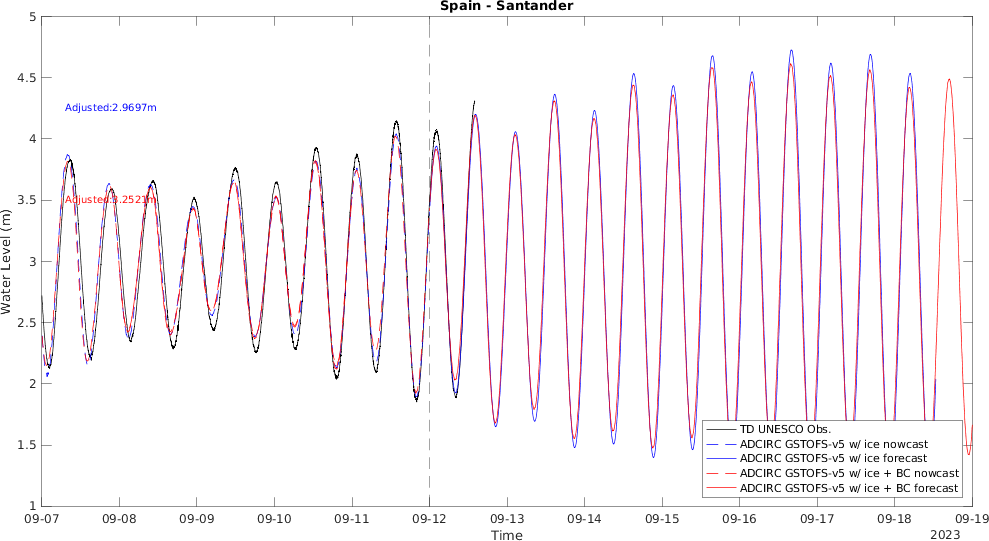 Spain - Santander
5
4.5
4
3.5
3
2.5
2
1.5
1
Water Level (m)
Adjusted:2.9697m
Adjusted:3.2521m
TD UNESCO Obs.
ADCIRC GSTOFS-v5 w/ ice nowcast
ADCIRC GSTOFS-v5 w/ ice forecast
ADCIRC GSTOFS-v5 w/ ice + BC nowcast
ADCIRC GSTOFS-v5 w/ ice + BC forecast
09-07 09-08 09-09 09-10 09-11 09-12 09-13 09-14 09-15 09-16 09-17 09-18 09-19
Time
2023